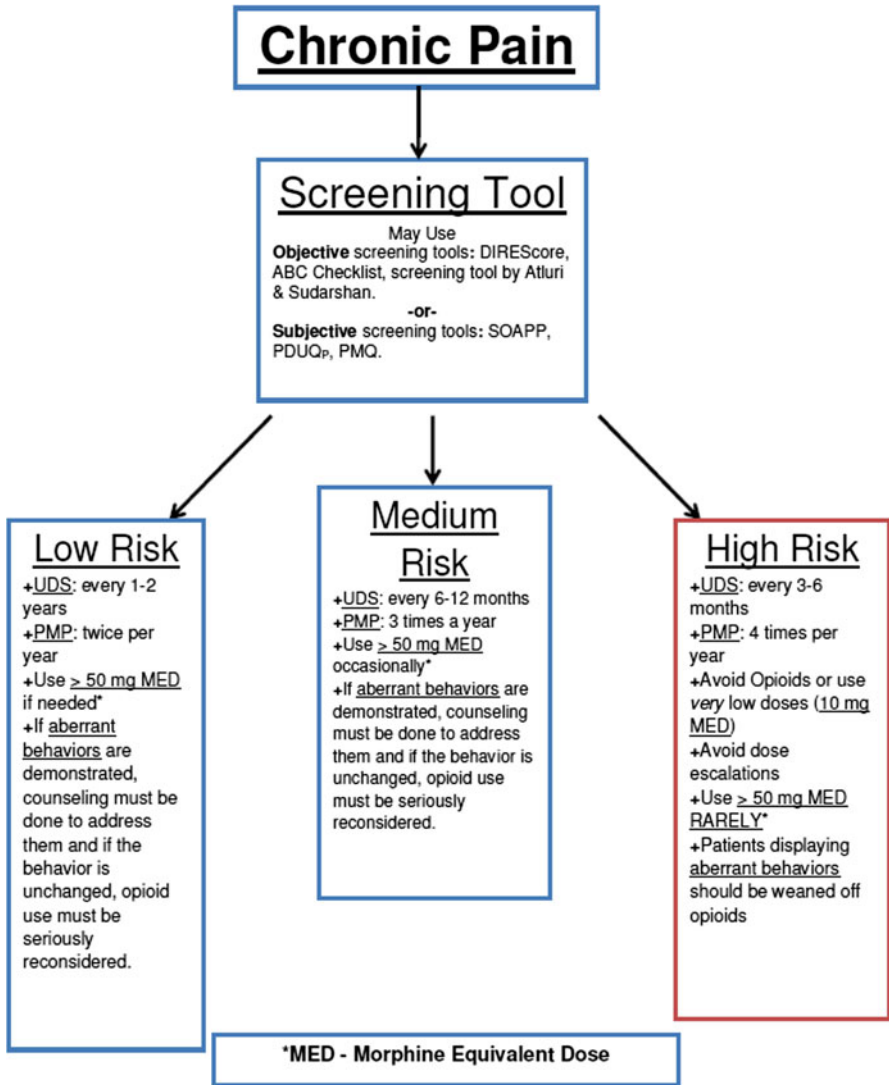 Chronic Pain
Screening Tool
May Use
Objective screening tools: DIREScore,
ABC Checklist, screening tool by Atluri
& Sudarshan.
-or-
Subjective screening tools: SOAPP,
PDUQP, PMQ.
Low Risk
+UDS: every 1-2
years
+PMP: twice per
year
+Use > 50 mg MED
if needed*
+If aberrant
behaviors are
demonstrated,
counseling must be
done to address
them and if the
behavior is
unchanged, opioid
use must be
seriously
reconsidered.
Medium
Risk
+UDS: every 6-12 months
+PMP: 3 times a year
+Use > 50 mg MED
occasionally*
+If aberrant behaviors are
demonstrated, counseling
must be done to address
them and if the behavior is
unchanged, opioid use
must be seriously
reconsidered.
High Risk
+UDS: every 3-6
months
+PMP: 4 times per
year
+Avoid Opioids or use
very low doses (10 mg
MED)
+Avoid dose
escalations
+Use > 50 mg MED
RARELY*
+Patients displaying
aberrant behaviors
should be weaned off
opioids
*MED - Morphine Equivalent Dose